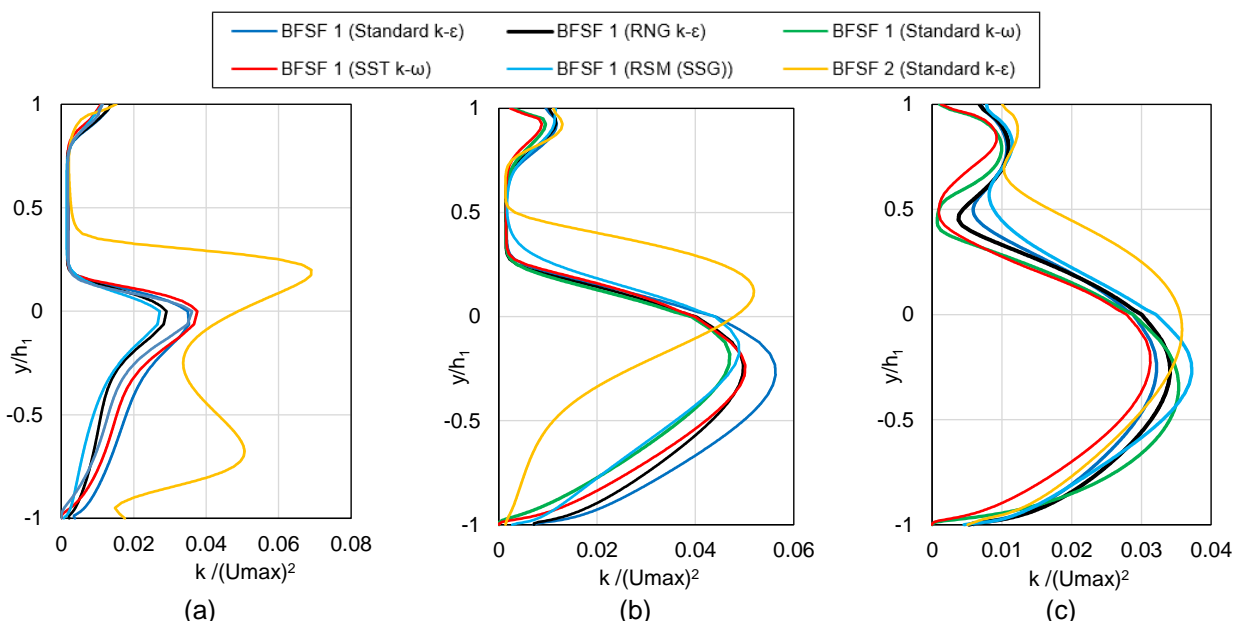 BFSF 1 (Standard k-ε) BFSF 1 (RNG k-ε) BFSF 1 (Standard k-ω)
BFSF 1 (SST k-ω) BFSF 1 (RSM (SSG)) BFSF 2 (Standard k-ε)
1
0.5
0
-0.5
-1
y/h₁
0 0.02 0.04 0.06 0.08
k /(Umax)²
(a)
1
0.5
0
-0.5
-1
y/h₁
0 0.02 0.04 0.06
k /(Umax)²
(b)
1
0.5
0
-0.5
-1
y/h₁
0 0.01 0.02 0.03 0.04
k /(Umax)²
(c)